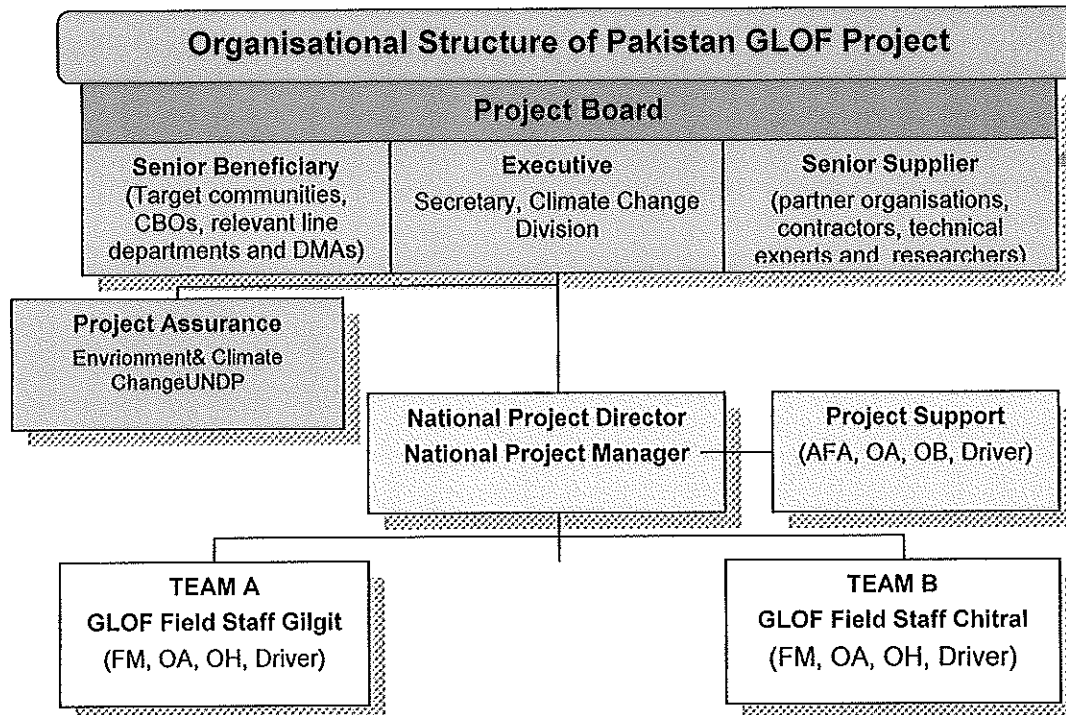 Organisational Structure of Pakistan GLOF Project
Project Board
Senior Beneficiary
(Target communities,
CBOs, relevant line
departments and DMAs)
Executive
Secretary, Climate Change
Division
Senior Supplier
(partner organisations,
contractors, technical
experts and researchers)
Project Assurance
Envrionment& Climate
ChangeUNDP
National Project Director
National Project Manager
Project Support
(AFA, OA, OB, Driver)
TEAM A
GLOF Field Staff Gilgit
(FM, OA, OH, Driver)
TEAM B
GLOF Field Staff Chitral
(FM, OA, OH, Driver)